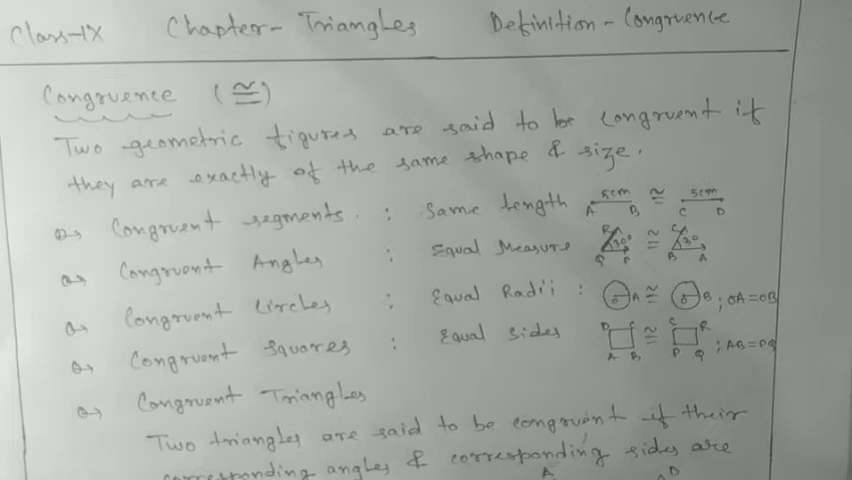 Class-IX Chapter- Triangles Definition - Congruence
Congruence (≅)
Two geometric figures are said to be congruent if
they are exactly of the same shape & size.
Congruent segments. : Same length A 5cm B ≅ C 5cm D
Congruent Angles : Equal Measure R Q P 30° ≅ C B A 30°
Congruent Circles : Equal Radii : O A ≅ O B ; OA=OB
Congruent Squares : Equal Sides D C A B ≅ S R P Q ; AB=PQ
Congruent Triangles
Two triangles are said to be congruent if their
corresponding angles & corresponding sides are
A D